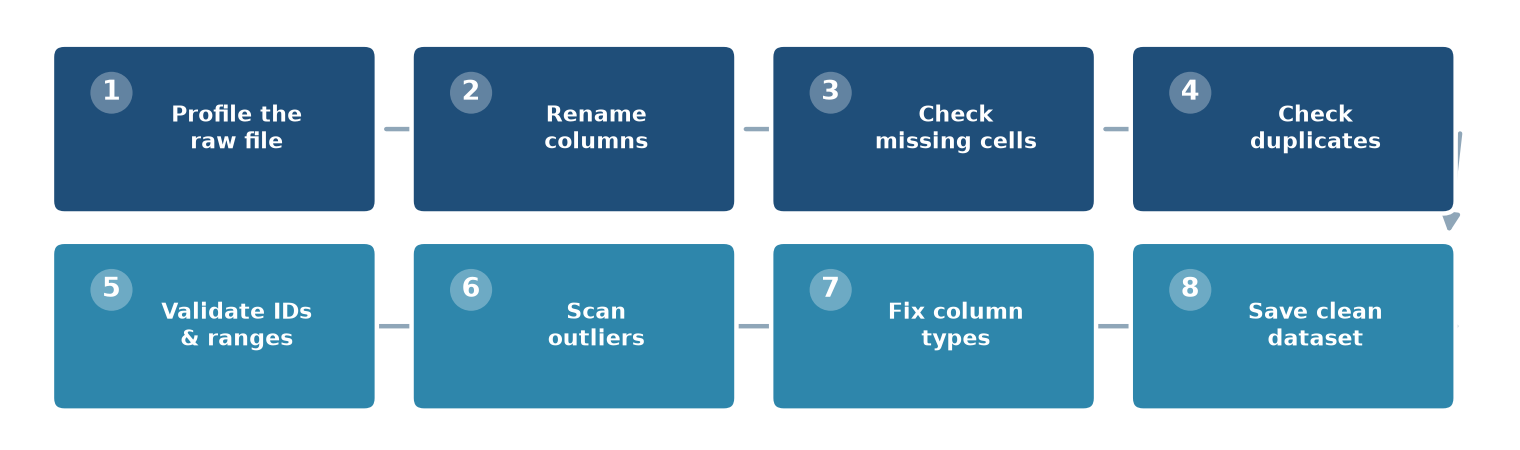 1
Profile the
raw file
2
Rename
columns
3
Check
missing cells
4
Check
duplicates
5
Validate IDs
& ranges
6
Scan
outliers
7
Fix column
types
8
Save clean
dataset